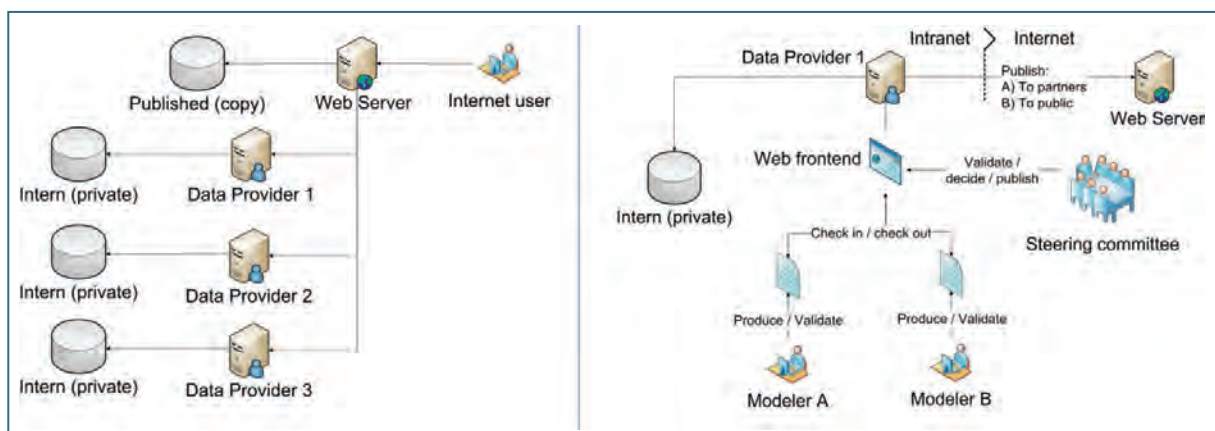 Published (copy)
Web Server
Internet user
Intern (private)
Data Provider 1
Intern (private)
Data Provider 2
Intern (private)
Data Provider 3
Data Provider 1
Intranet
Internet
Publish:
A) To partners
B) To public
Web Server
Web frontend
Validate /
decide / publish
Intern (private)
Steering committee
Check in / check out
Produce / Validate
Produce / Validate
Modeler A
Modeler B